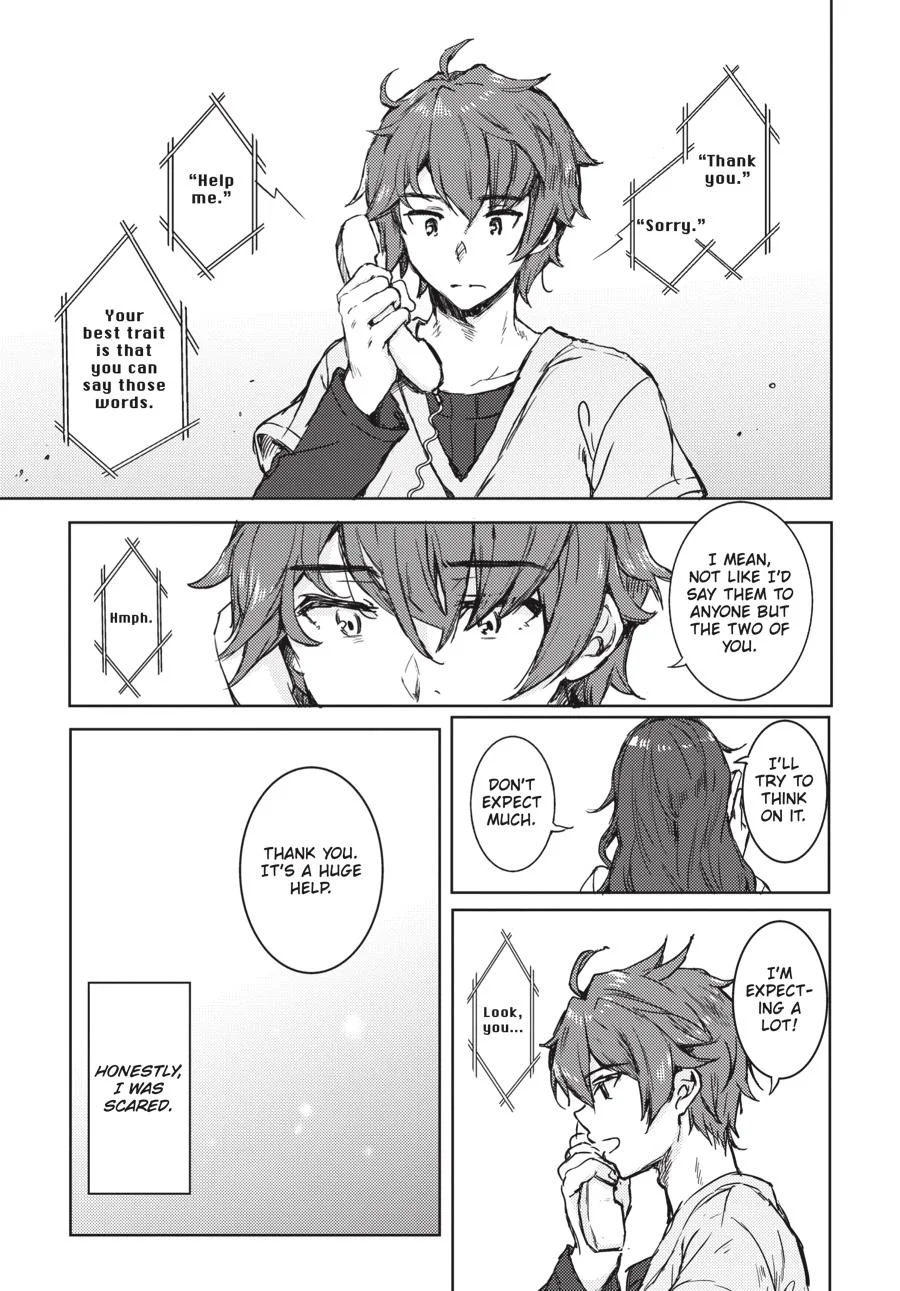 “Thank
you.”
“Sorry.”
“Help
me.”
Your
best trait
is that
you can
say those
words.
I MEAN,
NOT LIKE I'D
SAY THEM TO
ANYONE BUT
THE TWO OF
YOU.
Hmph.
I'LL
TRY TO
THINK
ON IT.
DON'T
EXPECT
MUCH.
I'M
EXPECT-
ING A
LOT!
Look,
you...
THANK YOU.
IT'S A HUGE
HELP.
HONESTLY,
I WAS
SCARED.